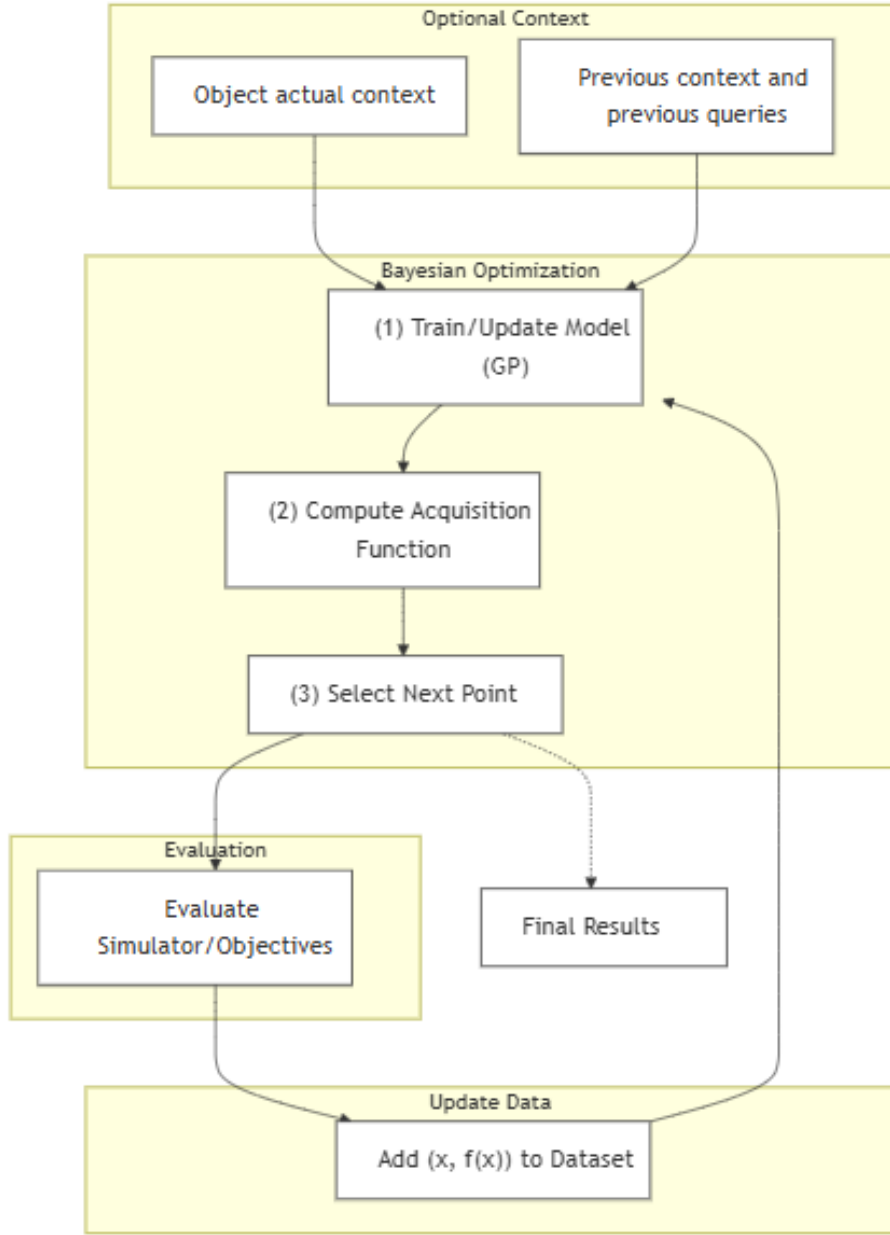 Optional Context
Object actual context
Previous context and
previous queries
Bayesian Optimization
(1) Train/Update Model
(GP)
(2) Compute Acquisition
Function
(3) Select Next Point
Evaluation
Evaluate
Simulator/Objectives
Final Results
Update Data
Add (x, f(x)) to Dataset